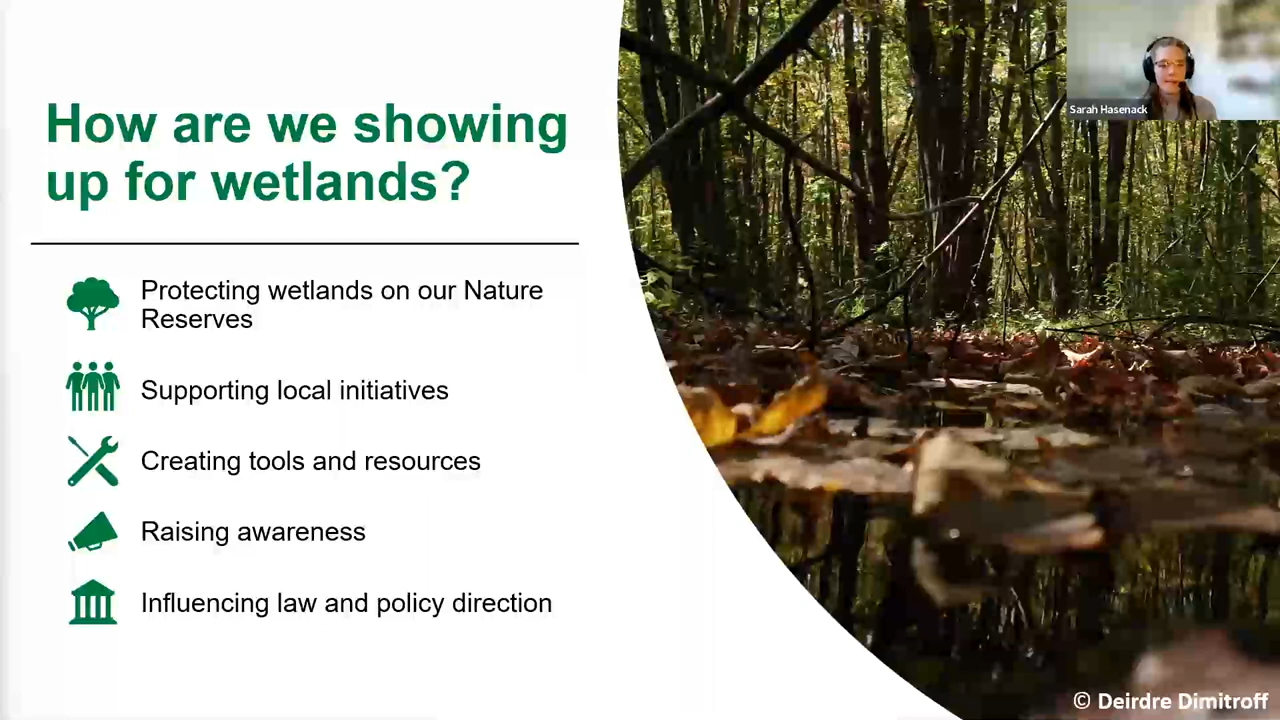 How are we showing
up for wetlands?
Protecting wetlands on our Nature
Reserves
Supporting local initiatives
Creating tools and resources
Raising awareness
Influencing law and policy direction
Sarah Hasenack
© Deirdre Dimitroff